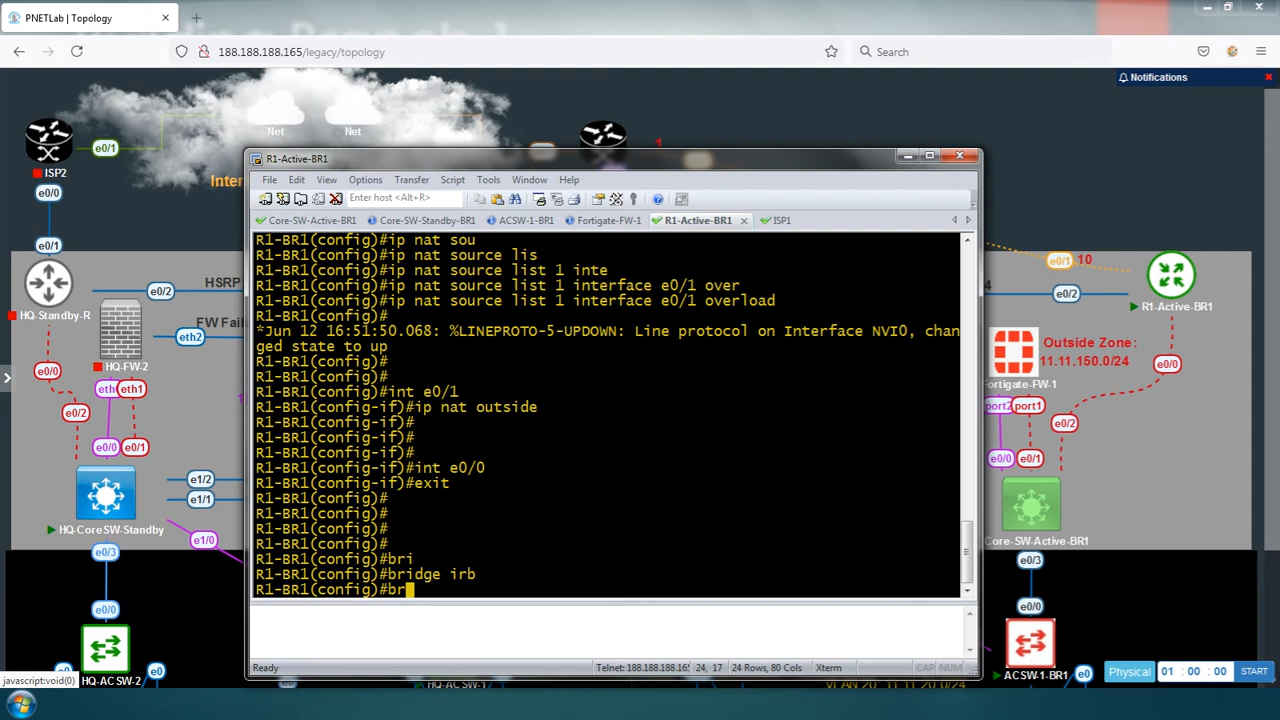 PNETLab | Topology
188.188.188.165/legacy/topology
Search
Notifications
Net
Net
ISP2
e0/1
e0/0
e0/1
HSRP
e0/2
HQ-Standby-R
eth2
HQ-FW-2
e0/0
eth1
e0/2
e0/0
e0/1
e1/2
e1/1
HQ-CoreSW-Standby
e1/0
e0/3
e0/0
HQ-AC SW-2
e0
javascript:void(0)
R1-Active-BR1
File Edit View Options Transfer Script Tools Window Help
Enter host <Alt+R>
Core-SW-Active-BR1
Core-SW-Standby-BR1
ACSW-1-BR1
Fortigate-FW-1
R1-Active-BR1
ISP1
R1-BR1(config)#ip nat sou
R1-BR1(config)#ip nat source lis
R1-BR1(config)#ip nat source list 1 inte
R1-BR1(config)#ip nat source list 1 interface e0/1 over
R1-BR1(config)#ip nat source list 1 interface e0/1 overload
R1-BR1(config)#
*Jun 12 16:51:50.068: %LINEPROTO-5-UPDOWN: Line protocol on Interface NVI0, chan
ged state to up
R1-BR1(config)#
R1-BR1(config)#
R1-BR1(config)#int e0/1
R1-BR1(config-if)#ip nat outside
R1-BR1(config-if)#
R1-BR1(config-if)#
R1-BR1(config-if)#
R1-BR1(config-if)#int e0/0
R1-BR1(config-if)#exit
R1-BR1(config)#
R1-BR1(config)#
R1-BR1(config)#
R1-BR1(config)#
R1-BR1(config)#bri
R1-BR1(config)#bridge irb
R1-BR1(config)#br
Ready
Telnet: 188.188.188.16
24, 17
24 Rows, 80 Cols
Xterm
CAP
NUM
e0/1
10
e0/2
R1-Active-BR1
Outside Zone:
11.11.150.0/24
Fortigate-FW-1
e0/0
port2
port1
e0/2
e0/0
e0/1
Core-SW-Active-BR1
e0/3
e0/0
ACSW-1-BR1
e0
Physical
01 : 00 : 00
START